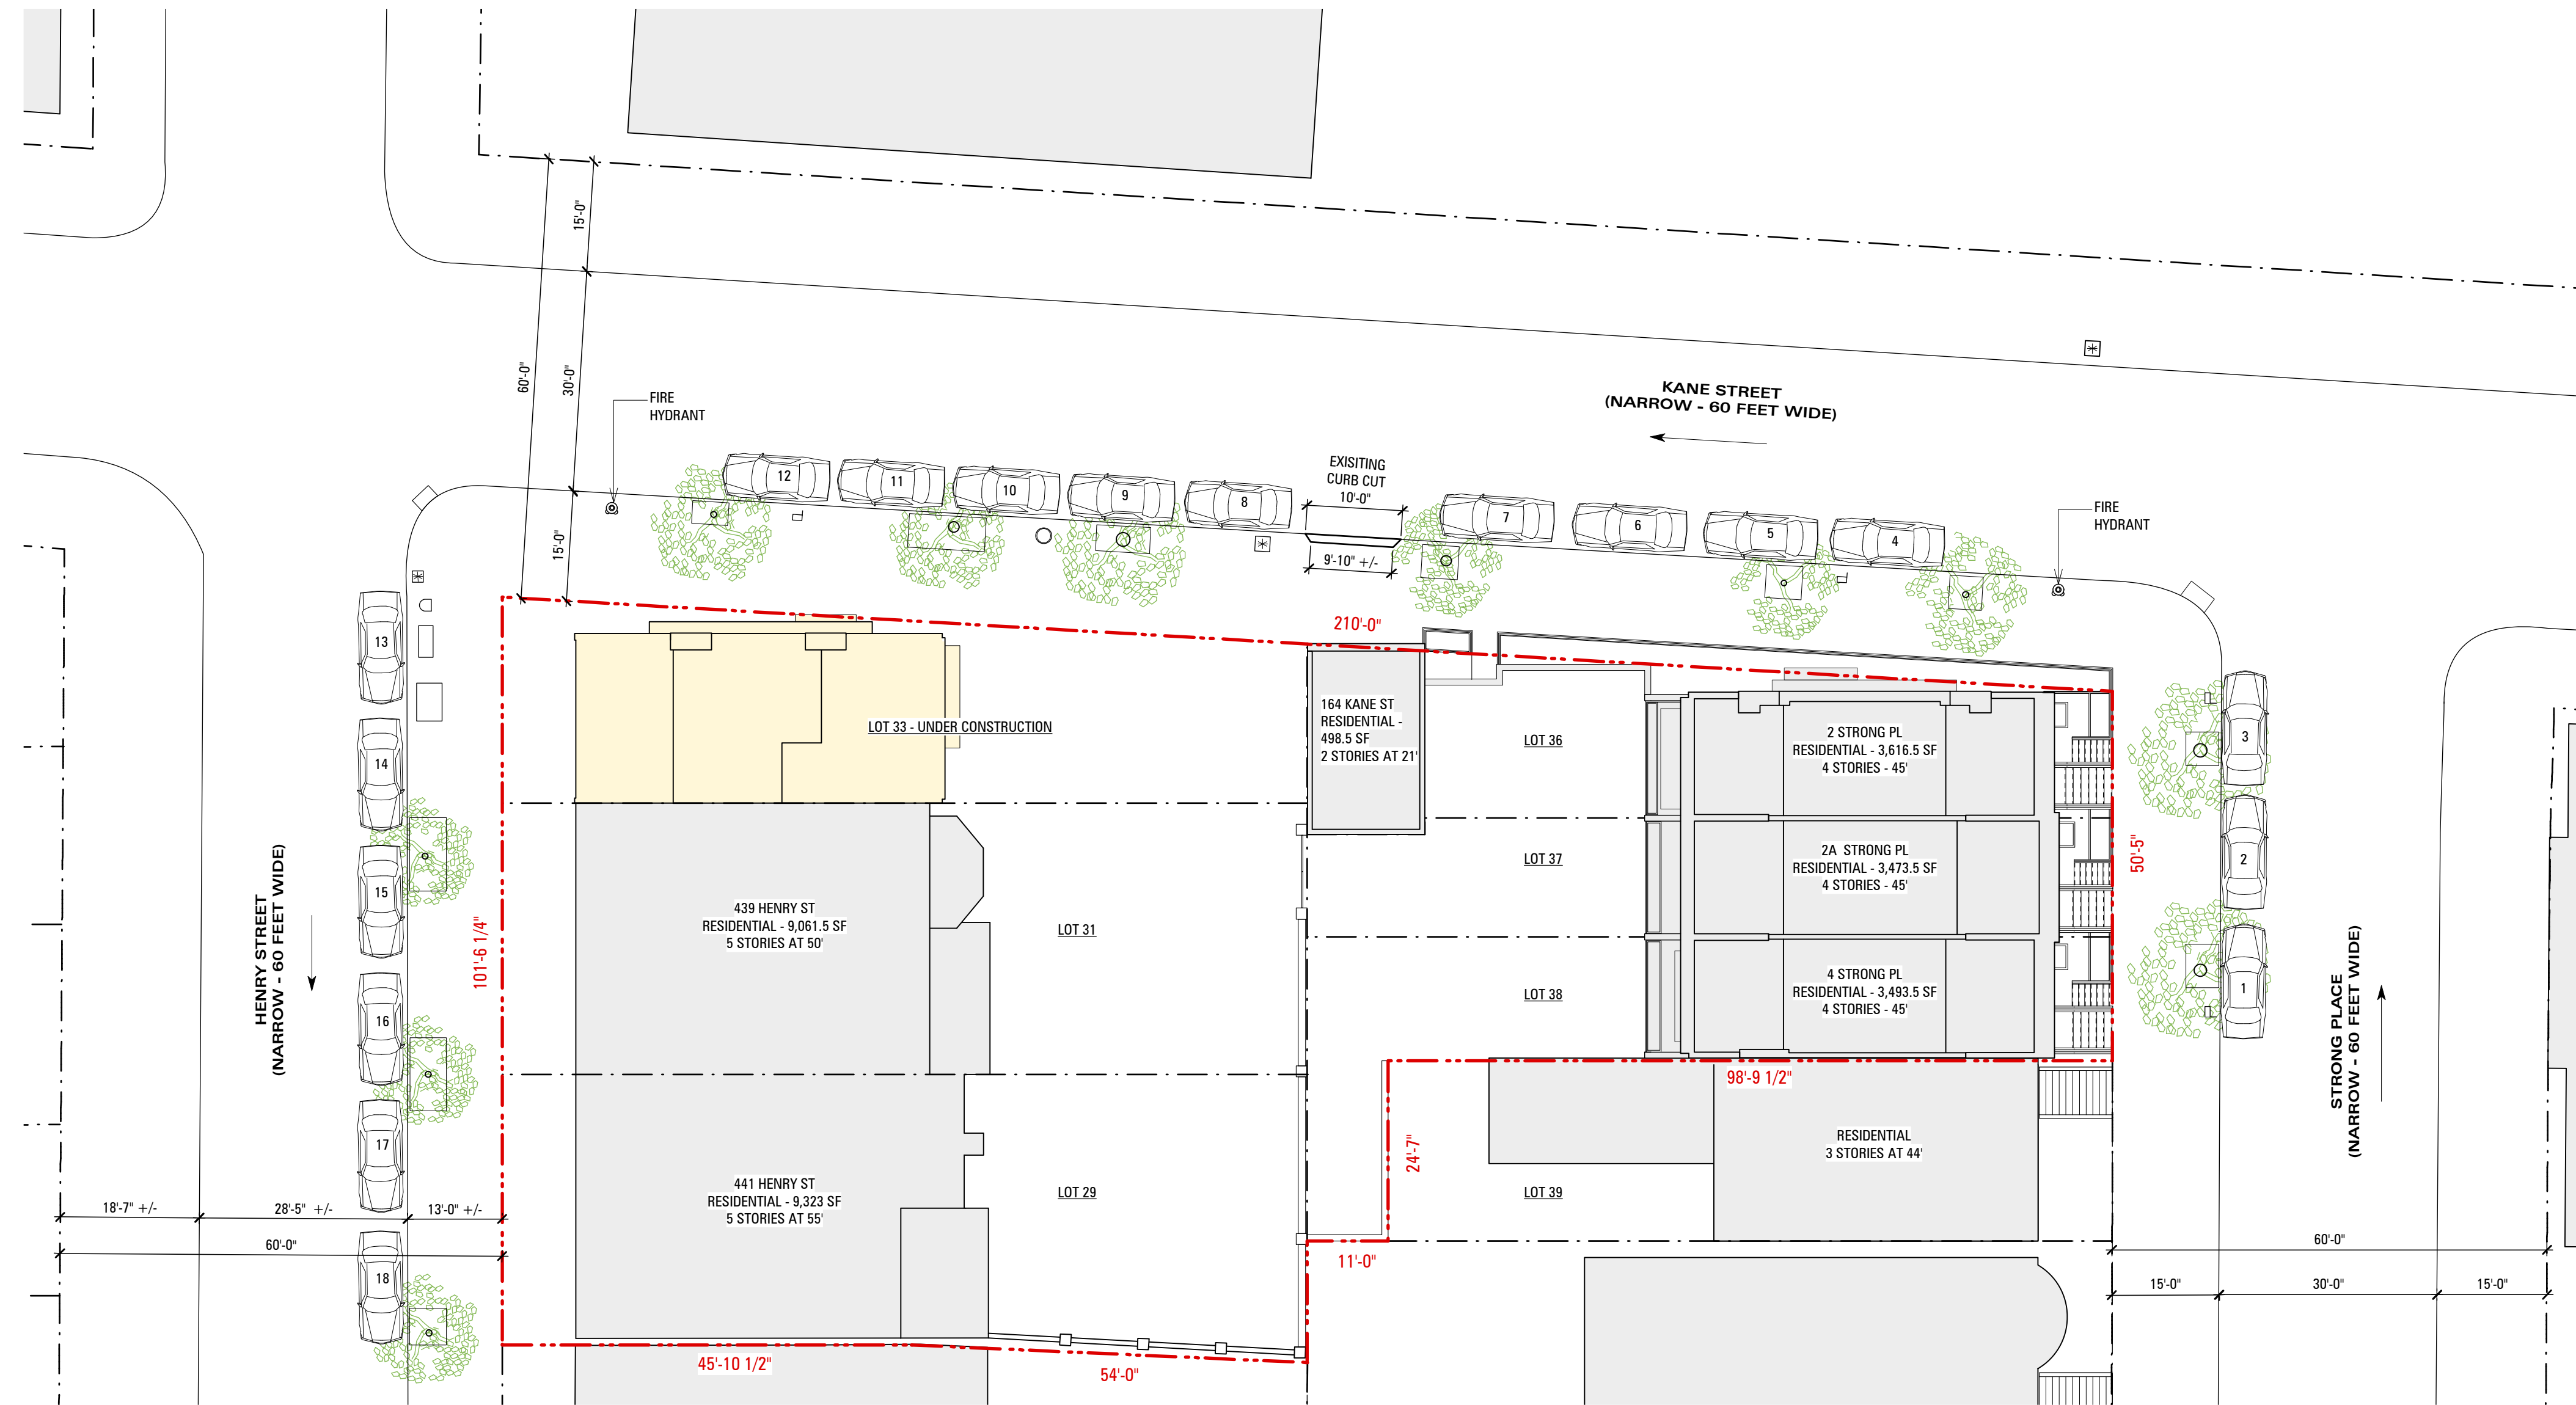 15'-0"
60'-0"
30'-0"
15'-0"
FIRE
HYDRANT
KANE STREET
(NARROW - 60 FEET WIDE)
12
11
10
9
8
EXISITING
CURB CUT
10'-0"
9'-10" +/-
7
6
5
4
FIRE
HYDRANT
210'-0"
13
14
15
16
17
18
HENRY STREET
(NARROW - 60 FEET WIDE)
101'-6 1/4"
LOT 33 - UNDER CONSTRUCTION
164 KANE ST
RESIDENTIAL -
498.5 SF
2 STORIES AT 21'
LOT 36
2 STRONG PL
RESIDENTIAL - 3,616.5 SF
4 STORIES - 45'
LOT 37
2A STRONG PL
RESIDENTIAL - 3,473.5 SF
4 STORIES - 45'
50'-5"
3
2
1
439 HENRY ST
RESIDENTIAL - 9,061.5 SF
5 STORIES AT 50'
LOT 31
LOT 38
4 STRONG PL
RESIDENTIAL - 3,493.5 SF
4 STORIES - 45'
STRONG PLACE
(NARROW - 60 FEET WIDE)
98'-9 1/2"
24'-7"
RESIDENTIAL
3 STORIES AT 44'
441 HENRY ST
RESIDENTIAL - 9,323 SF
5 STORIES AT 55'
LOT 29
LOT 39
18'-7" +/-
28'-5" +/-
13'-0" +/-
60'-0"
11'-0"
60'-0"
15'-0"
30'-0"
15'-0"
45'-10 1/2"
54'-0"